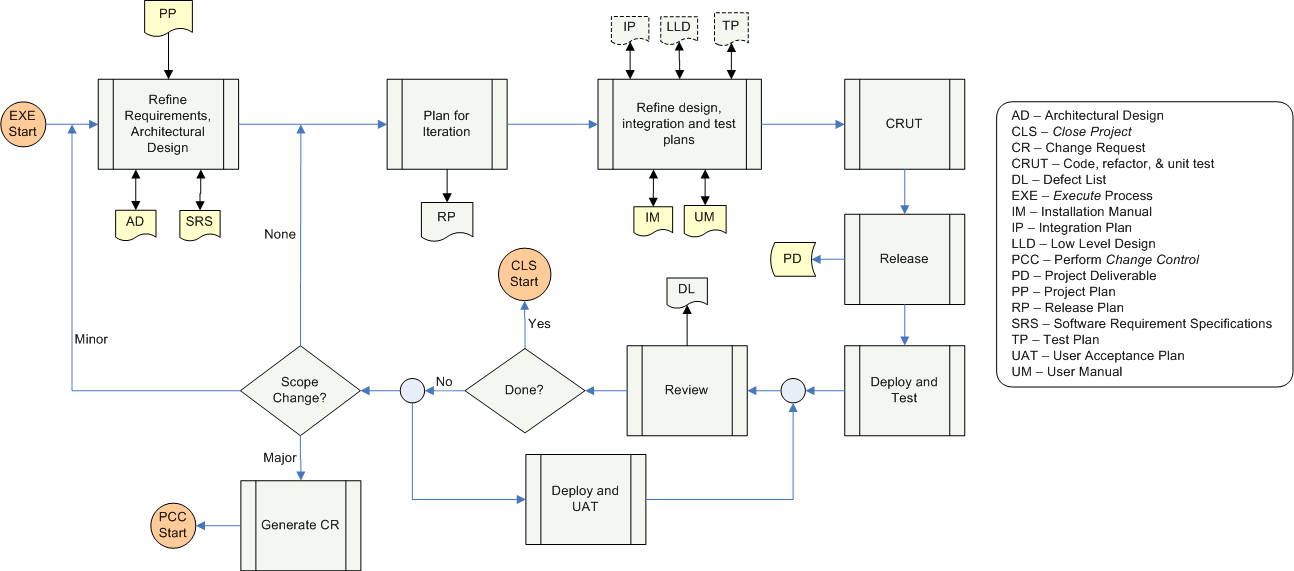 PP
IP
LLD
TP
EXE
Start
Refine
Requirements,
Architectural
Design
Plan for
Iteration
Refine design,
integration and test
plans
CRUT
AD
SRS
RP
IM
UM
None
CLS
Start
PD
Release
DL
Yes
Minor
Scope
Change?
No
Done?
Review
Deploy and
Test
Major
Deploy and
UAT
PCC
Start
Generate CR
AD – Architectural Design
CLS – Close Project
CR – Change Request
CRUT – Code, refactor, & unit test
DL – Defect List
EXE – Execute Process
IM – Installation Manual
IP – Integration Plan
LLD – Low Level Design
PCC – Perform Change Control
PD – Project Deliverable
PP – Project Plan
RP – Release Plan
SRS – Software Requirement Specifications
TP – Test Plan
UAT – User Acceptance Plan
UM – User Manual